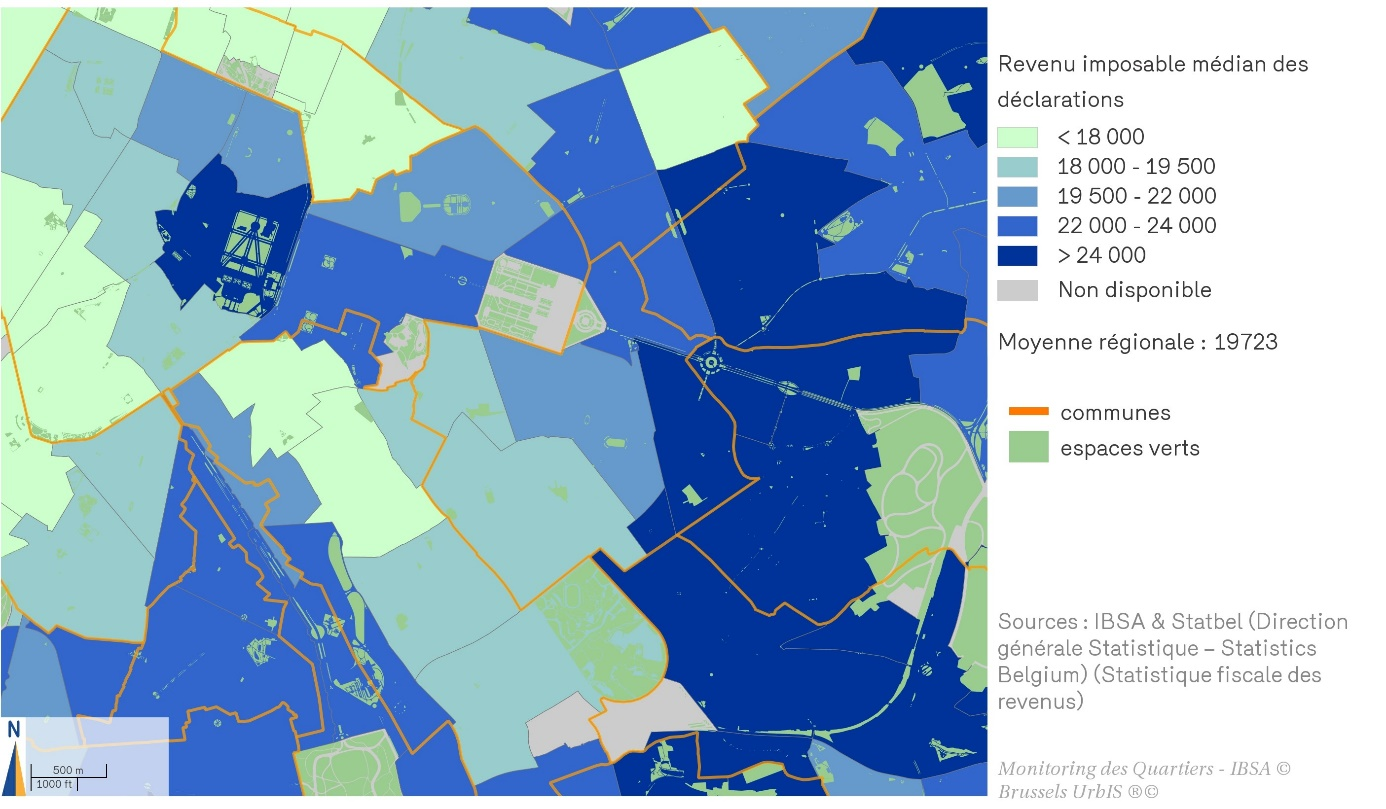 Revenu imposable médian des
déclarations
< 18 000
18 000 - 19 500
19 500 - 22 000
22 000 - 24 000
> 24 000
Non disponible
Moyenne régionale : 19723
communes
espaces verts
Sources : IBSA & Statbel (Direction
générale Statistique – Statistics
Belgium) (Statistique fiscale des
revenus)
N
500 m
1000 ft
Monitoring des Quartiers - IBSA ©
Brussels UrbIS ®©